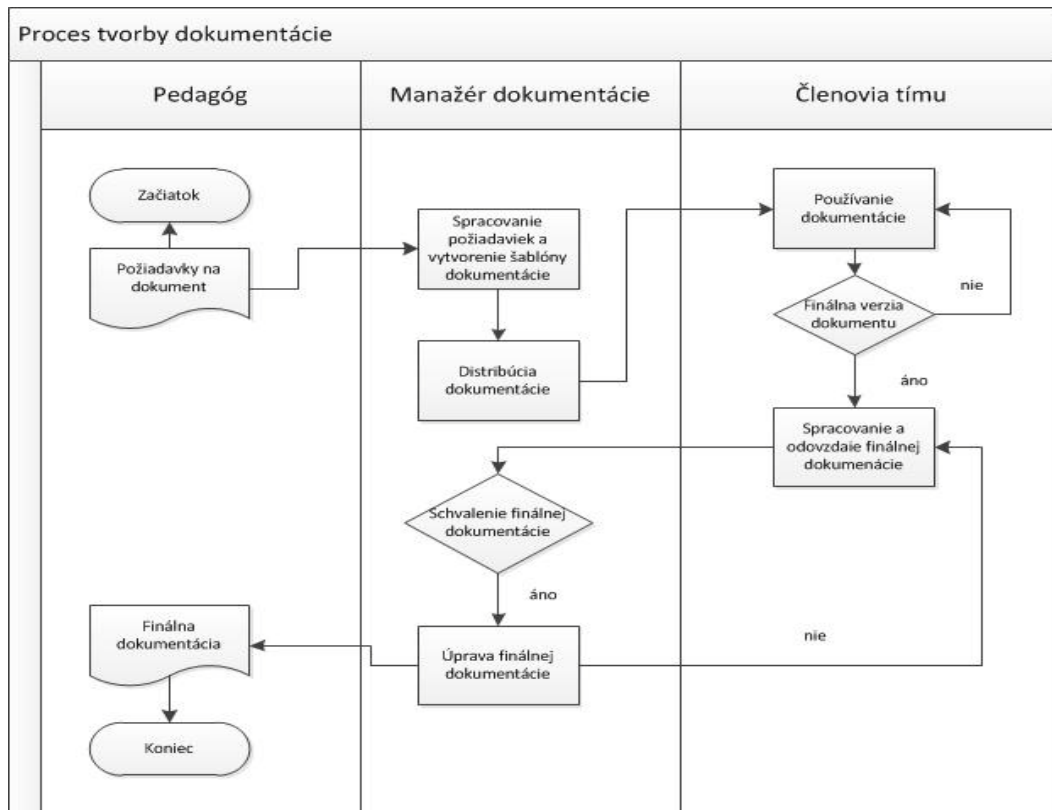 Proces tvorby dokumentácie
Pedagóg
Manažér dokumentácie
Členovia tímu
Začiatok
Požiadavky na
dokument
Spracovanie
požiadaviek a
vytvorenie šablóny
dokumentácie
Distribúcia
dokumentácie
Používanie
dokumentácie
nie
Finálna verzia
dokumentu
áno
Spracovanie a
odovzdaie finálnej
dokumenácie
Schvalenie finálnej
dokumentácie
áno
Finálna
dokumentácia
Úprava finálnej
dokumentácie
nie
Koniec